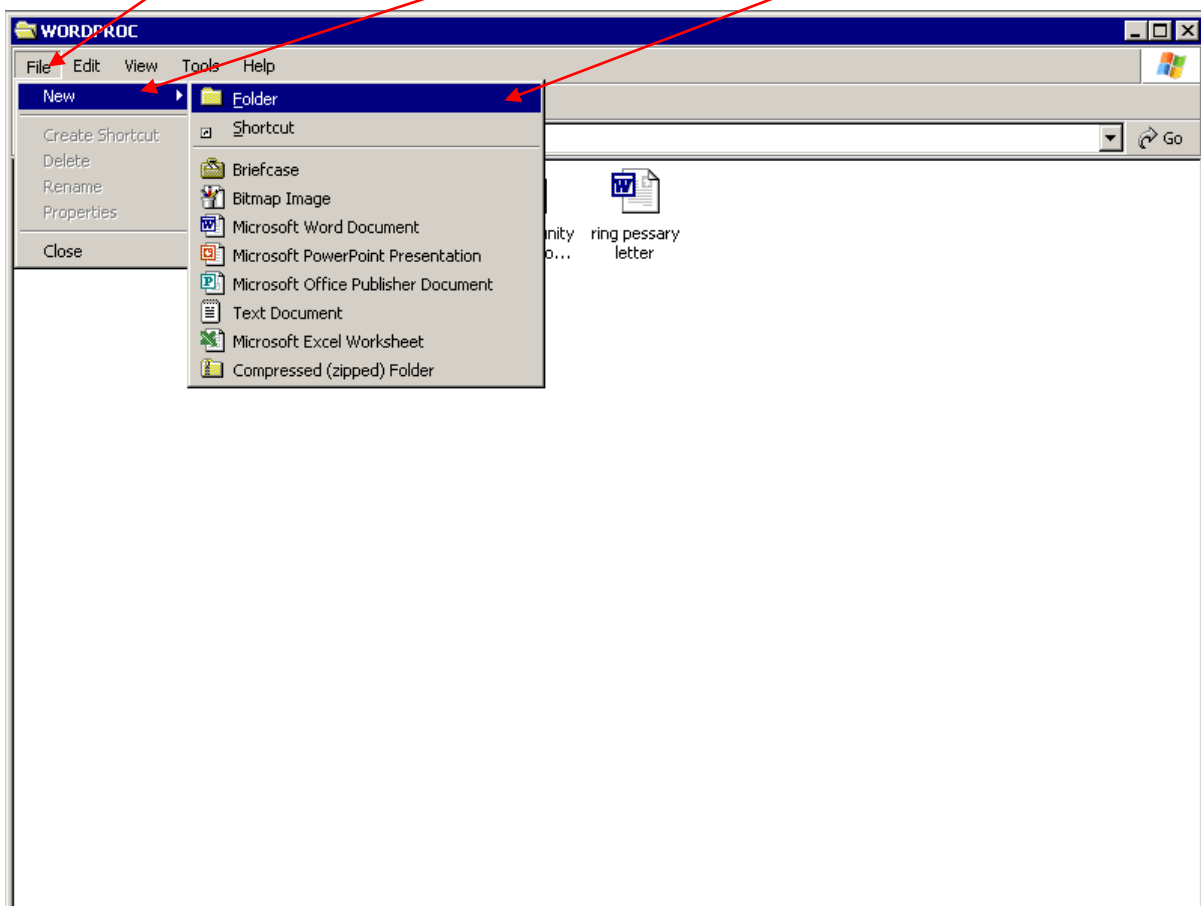 WORDPROC
File Edit View Tools Help
New
Create Shortcut
Delete
Rename
Properties
Close
Folder
Shortcut
Briefcase
Bitmap Image
Microsoft Word Document
Microsoft PowerPoint Presentation
Microsoft Office Publisher Document
Text Document
Microsoft Excel Worksheet
Compressed (zipped) Folder
Go
ring pessary
letter